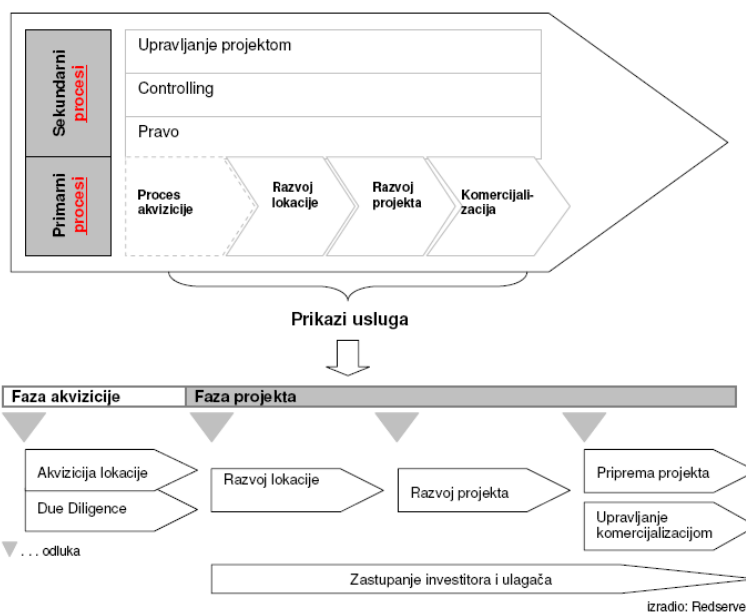 Sekundarni
procesi
Upravljanje projektom
Controlling
Pravo
Primarni
procesi
Proces
akvizicije
Razvoj
lokacije
Razvoj
projekta
Komercijali-
zacija
Prikazi usluga
Faza akvizicije
Faza projekta
Akvizicija lokacije
Due Diligence
Razvoj lokacije
Razvoj projekta
Priprema projekta
Upravljanje
komercijalizacijom
. . . odluka
Zastupanje investitora i ulagača
izradio: Redserve